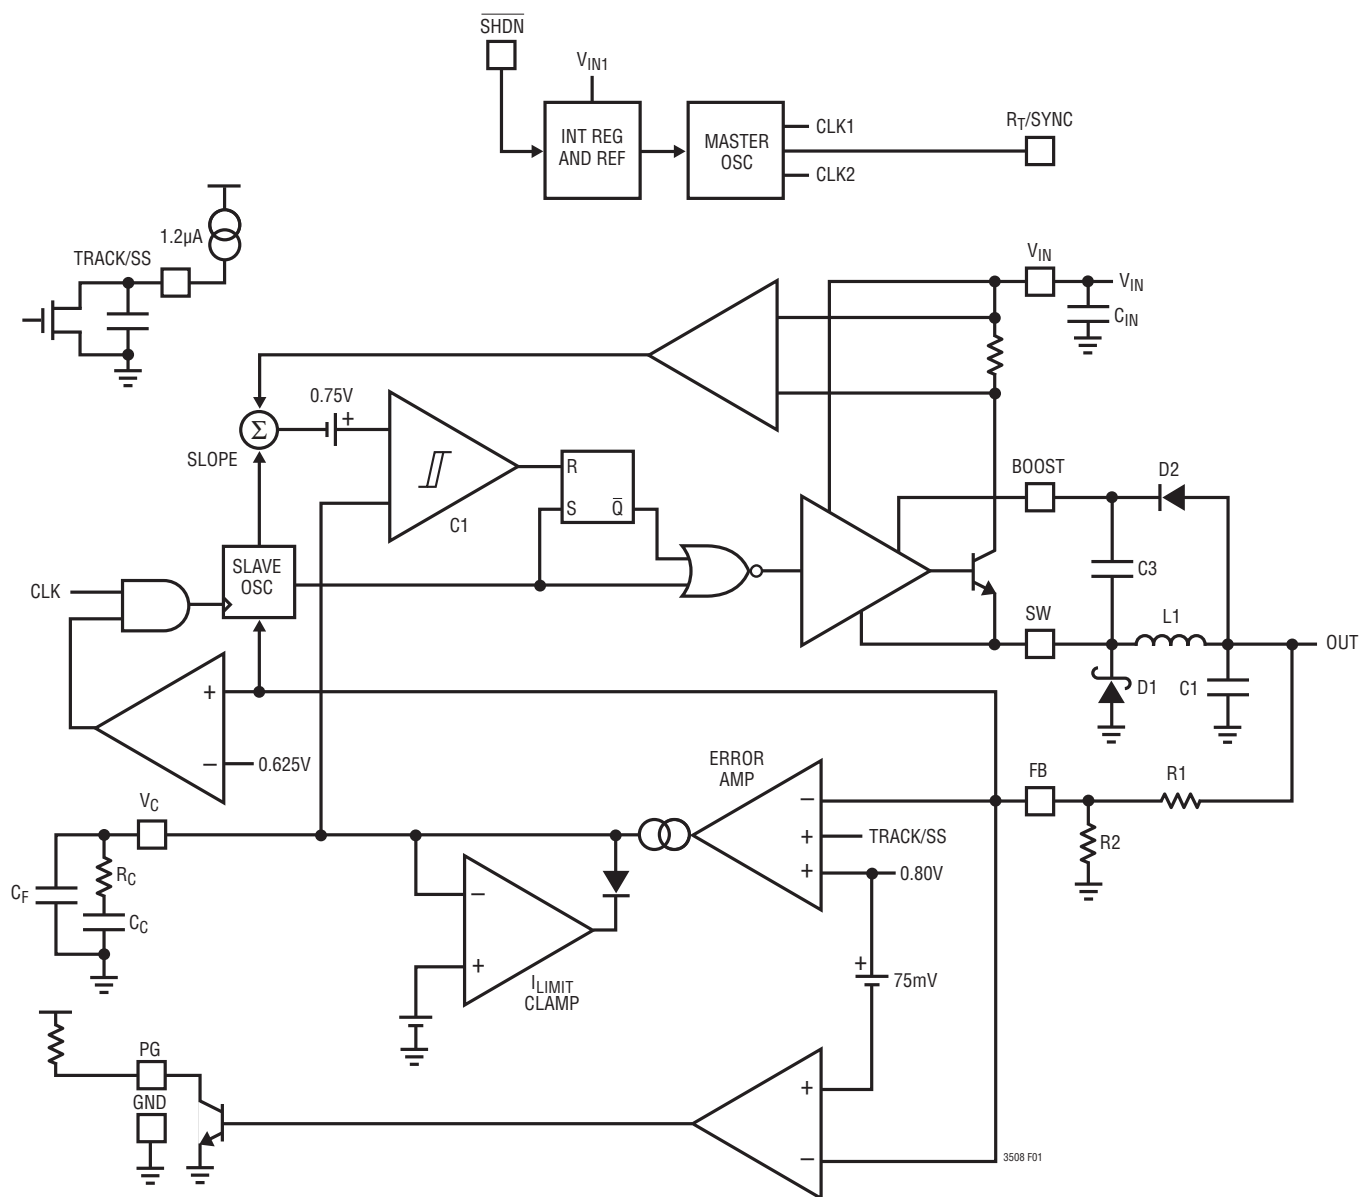 SHDN
VIN1
INT REG
AND REF
MASTER
OSC
CLK1
CLK2
RT/SYNC
1.2µA
TRACK/SS
VIN
VIN
CIN
0.75V
+
Σ
SLOPE
C1
R
S
Q̅
BOOST
D2
C3
SLAVE
OSC
CLK
SW
L1
OUT
D1
C1
+
−
0.625V
ERROR
AMP
FB
R1
R2
−
+
TRACK/SS
+
0.80V
VC
RC
CF
CC
−
+
ILIMIT
CLAMP
+
75mV
PG
GND
+
−
3508 F01